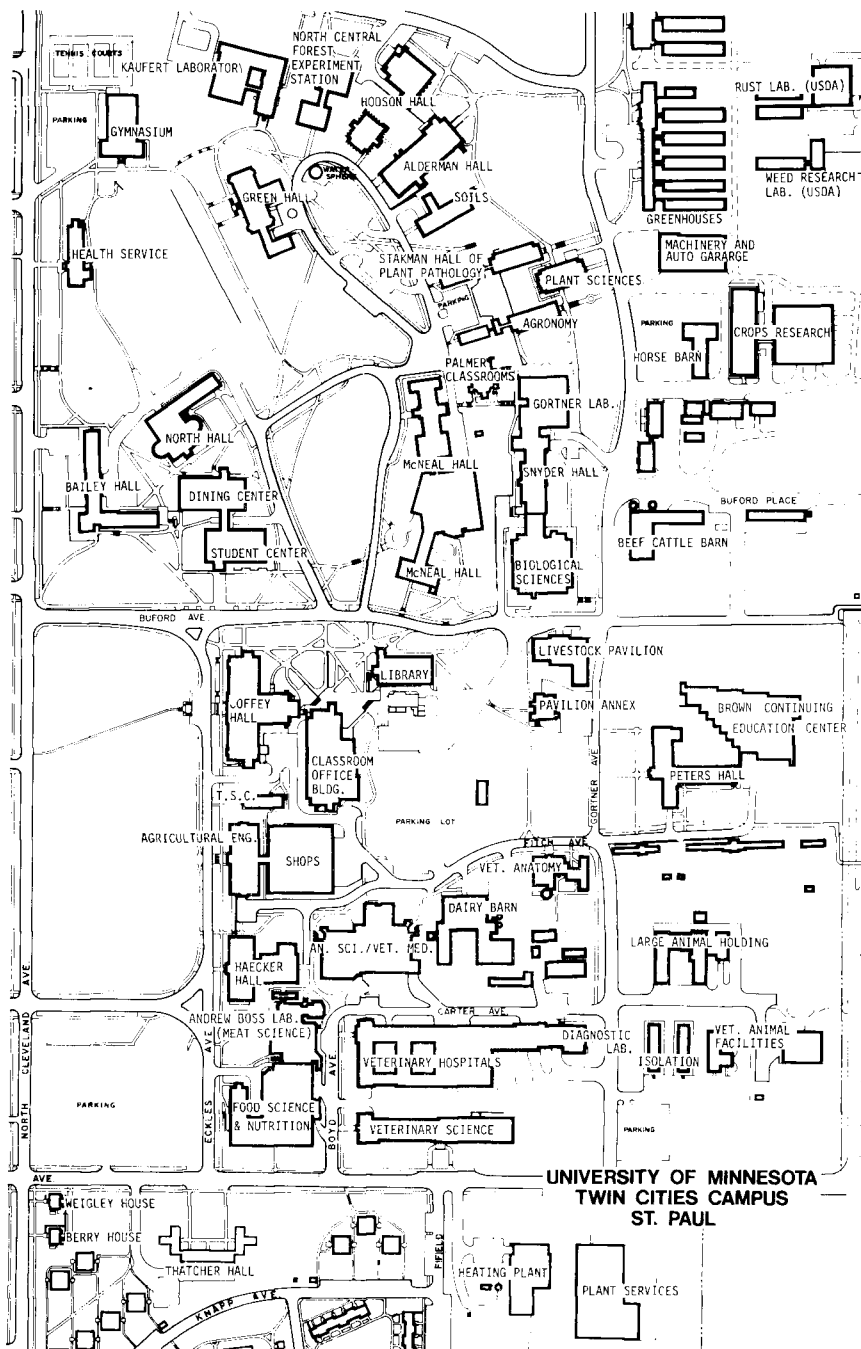 NORTH CENTRAL
FOREST
EXPERIMENT
STATION
TENNIS COURTS
KAUFERT LABORATORY
HODSON HALL
RUST LAB. (USDA)
PARKING
GYMNASIUM
ALDERMAN HALL
WATER
SPHERE
WEED RESEARCH
LAB. (USDA)
GREEN HALL
SOILS
GREENHOUSES
HEALTH SERVICE
STAKMAN HALL OF
PLANT PATHOLOGY
MACHINERY AND
AUTO GARARGE
PLANT SCIENCES
PARKING
AGRONOMY
PARKING
CROPS RESEARCH
HORSE BARN
PALMER
CLASSROOMS
GORTNER LAB.
NORTH HALL
McNEAL HALL
SNYDER HALL
BAILEY HALL
DINING CENTER
BUFORD PLACE
STUDENT CENTER
BEEF CATTLE BARN
McNEAL HALL
BIOLOGICAL
SCIENCES
BUFORD AVE.
LIVESTOCK PAVILION
LIBRARY
COFFEY
HALL
PAVILION ANNEX
BROWN CONTINUING
EDUCATION CENTER
CLASSROOM
OFFICE
BLDG.
GORTNER AVE
PETERS HALL
T.S.C.
PARKING LOT
AGRICULTURAL ENG.
SHOPS
FITCH AVE
VET. ANATOMY
DAIRY BARN
AN. SCI./VET. MED.
LARGE ANIMAL HOLDING
HAECKER
HALL
NORTH CLEVELAND AVE
ECKLES AVE
BOYD AVE
CARTER AVE.
ANDREW BOSS LAB.
(MEAT SCIENCE)
DIAGNOSTIC
LAB.
VET. ANIMAL
FACILITIES
VETERINARY HOSPITALS
ISOLATION
PARKING
FOOD SCIENCE
& NUTRITION
VETERINARY SCIENCE
PARKING
AVE.
UNIVERSITY OF MINNESOTA
TWIN CITIES CAMPUS
ST. PAUL
WEIGLEY HOUSE
BERRY HOUSE
THATCHER HALL
FIFIELD
HEATING PLANT
PLANT SERVICES
KNAPP AVE